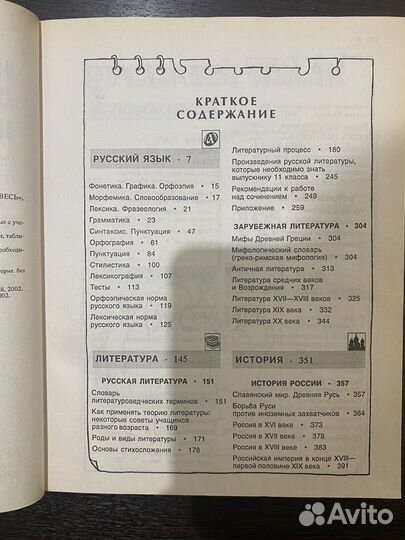 ВЕСЬ»,
2002.
2002.
КРАТКОЕ
СОДЕРЖАНИЕ
РУССКИЙ ЯЗЫК • 7
Фонетика. Графика. Орфоэпия • 15
Морфемика. Словообразование • 17
Лексика. Фразеология • 21
Грамматика • 23
Синтаксис. Пунктуация • 47
Орфография • 61
Пунктуация • 84
Стилистика • 100
Лексикография • 107
Тесты • 113
Орфоэпическая норма
русского языка • 119
Лексическая норма
русского языка • 125
ЛИТЕРАТУРА • 145
РУССКАЯ ЛИТЕРАТУРА • 151
Словарь
литературоведческих терминов • 151
Как применять теорию литературы:
некоторые советы учащимся
разного возраста • 169
Роды и виды литературы • 171
Основы стихосложения • 178
Литературный процесс • 180
Произведения русской литературы,
которые необходимо знать
выпускнику 11 класса • 245
Рекомендации к работе
над сочинением • 249
Приложение • 259
ЗАРУБЕЖНАЯ ЛИТЕРАТУРА • 304
Мифы Древней Греции • 304
Мифологический словарь
(греко-римская мифология) • 304
Античная литература • 313
Литература средних веков
и Возрождения • 317
Литература XVII—XVIII веков • 325
Литература XIX века • 332
Литература XX века • 344
ИСТОРИЯ • 351
ИСТОРИЯ РОССИИ • 357
Славянский мир. Древняя Русь • 357
Борьба Руси
против иноземных захватчиков • 364
Россия в XVI веке • 373
Россия в XVII веке • 378
Россия в XVIII веке • 383
Российская империя в конце XVIII—
первой половине XIX века • 391
Avito